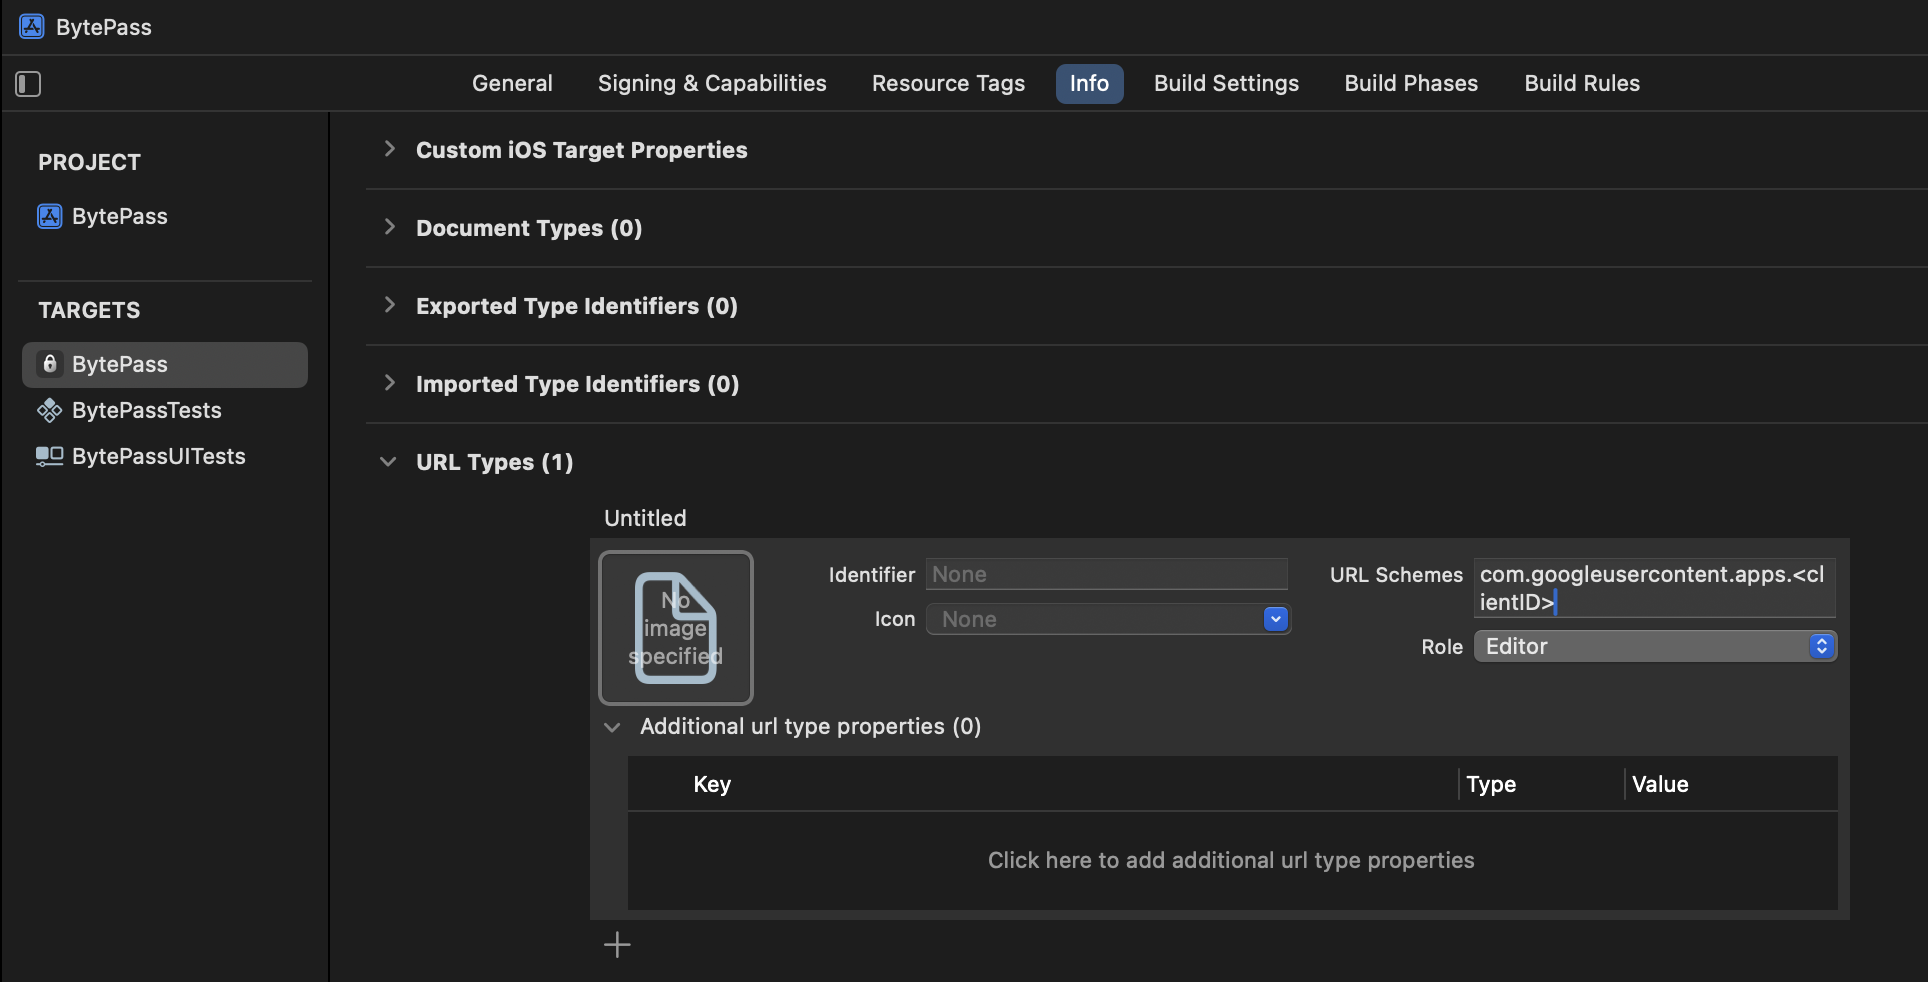 BytePass
General Signing & Capabilities Resource Tags Info Build Settings Build Phases Build Rules
PROJECT
BytePass
TARGETS
BytePass
BytePassTests
BytePassUITests
Custom iOS Target Properties
Document Types (0)
Exported Type Identifiers (0)
Imported Type Identifiers (0)
URL Types (1)
Untitled
No
image
specified
Identifier None
Icon None
URL Schemes com.googleusercontent.apps.<cl
ientID>
Role Editor
Additional url type properties (0)
Key Type Value
Click here to add additional url type properties